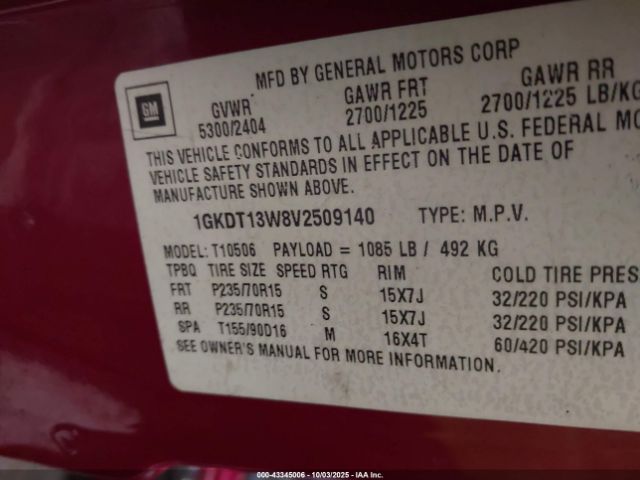 MFD BY GENERAL MOTORS CORP
GM
GVWR GAWR FRT GAWR RR
5300/2404 2700/1225 2700/1225 LB/KG
THIS VEHICLE CONFORMS TO ALL APPLICABLE U.S. FEDERAL MO
VEHICLE SAFETY STANDARDS IN EFFECT ON THE DATE OF
MANUFACTURE SHOWN ABOVE.
1GKDT13W8V2509140 TYPE: M.P.V.
MODEL: T10506 PAYLOAD = 1085 LB / 492 KG
TPBQ TIRE SIZE SPEED RTG RIM COLD TIRE PRES
FRT P235/70R15 S 15X7J 32/220 PSI/KPA
RR P235/70R15 S 15X7J 32/220 PSI/KPA
SPA T155/90D16 M 16X4T 60/420 PSI/KPA
SEE OWNER'S MANUAL FOR MORE INFORMATION.
000-43345006 - 10/03/2025 - IAA Inc.